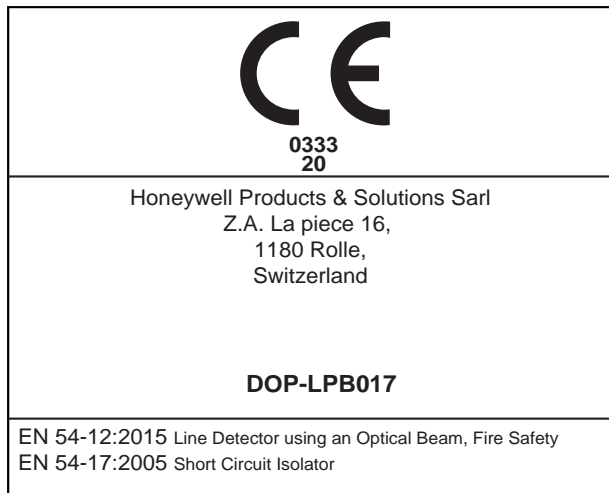 CE
0333
20
Honeywell Products & Solutions Sarl
Z.A. La piece 16,
1180 Rolle,
Switzerland
DOP-LPB017
EN 54-12:2015 Line Detector using an Optical Beam, Fire Safety
EN 54-17:2005 Short Circuit Isolator